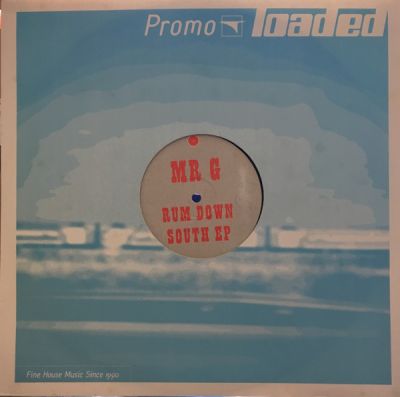 Promo loaded
MR G
RUM DOWN
SOUTH EP
Fine House Music Since 1990